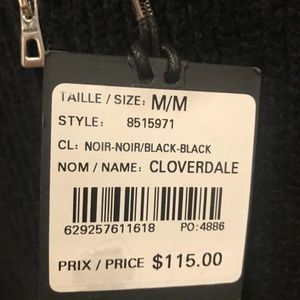 TAILLE / SIZE: M/M
STYLE: 8515971
CL: NOIR-NOIR/BLACK-BLACK
NOM / NAME: CLOVERDALE
629257611618 PO:4886
PRIX / PRICE $115.00